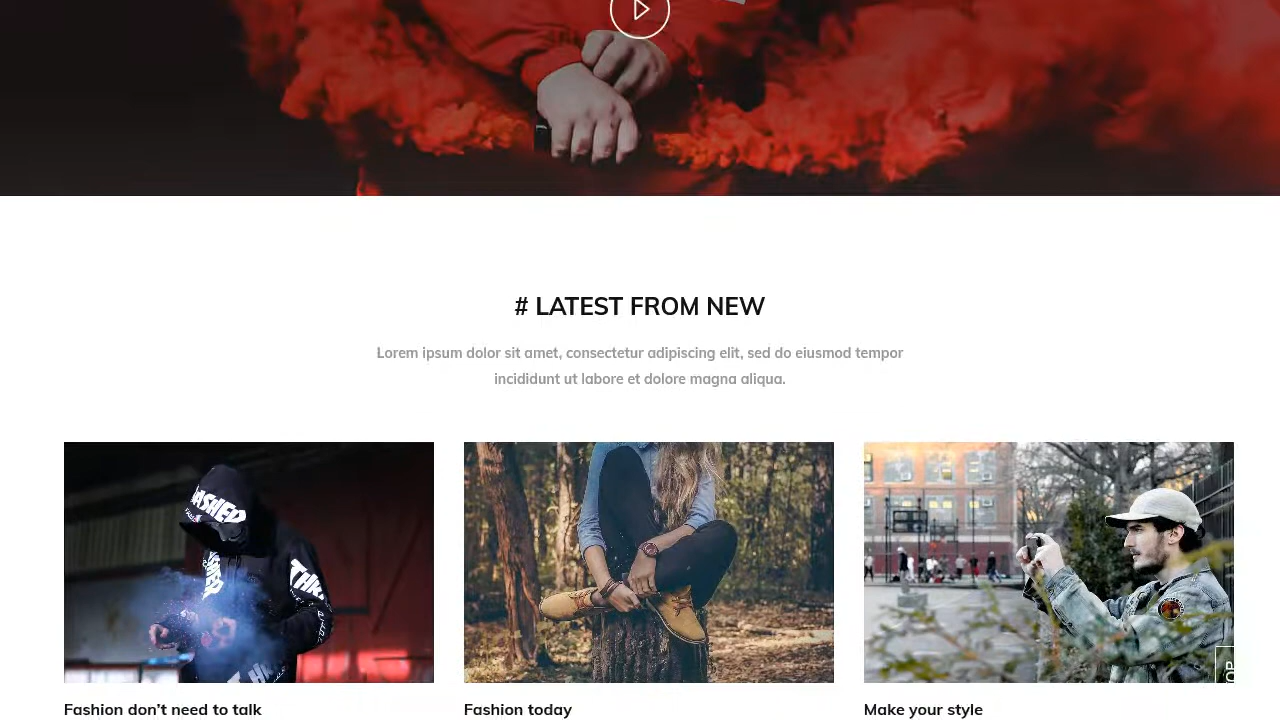 # LATEST FROM NEW
Lorem ipsum dolor sit amet, consectetur adipiscing elit, sed do eiusmod tempor
incididunt ut labore et dolore magna aliqua.
Fashion don't need to talk
Fashion today
Make your style